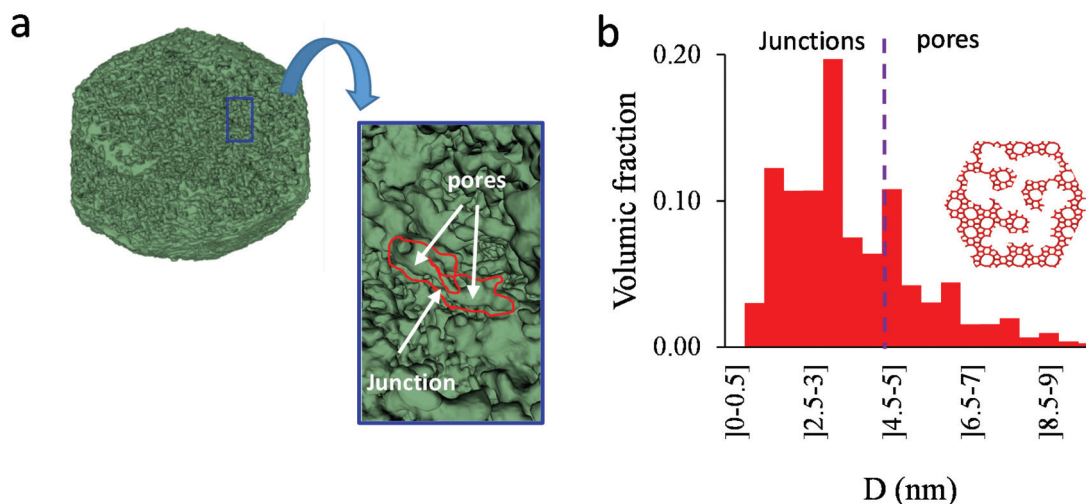 a
pores
Junction
b
Junctions
pores
0.20
0.10
0.00
Volumic fraction
]0-0.5]
]2.5-3]
]4.5-5]
]6.5-7]
]8.5-9]
D (nm)